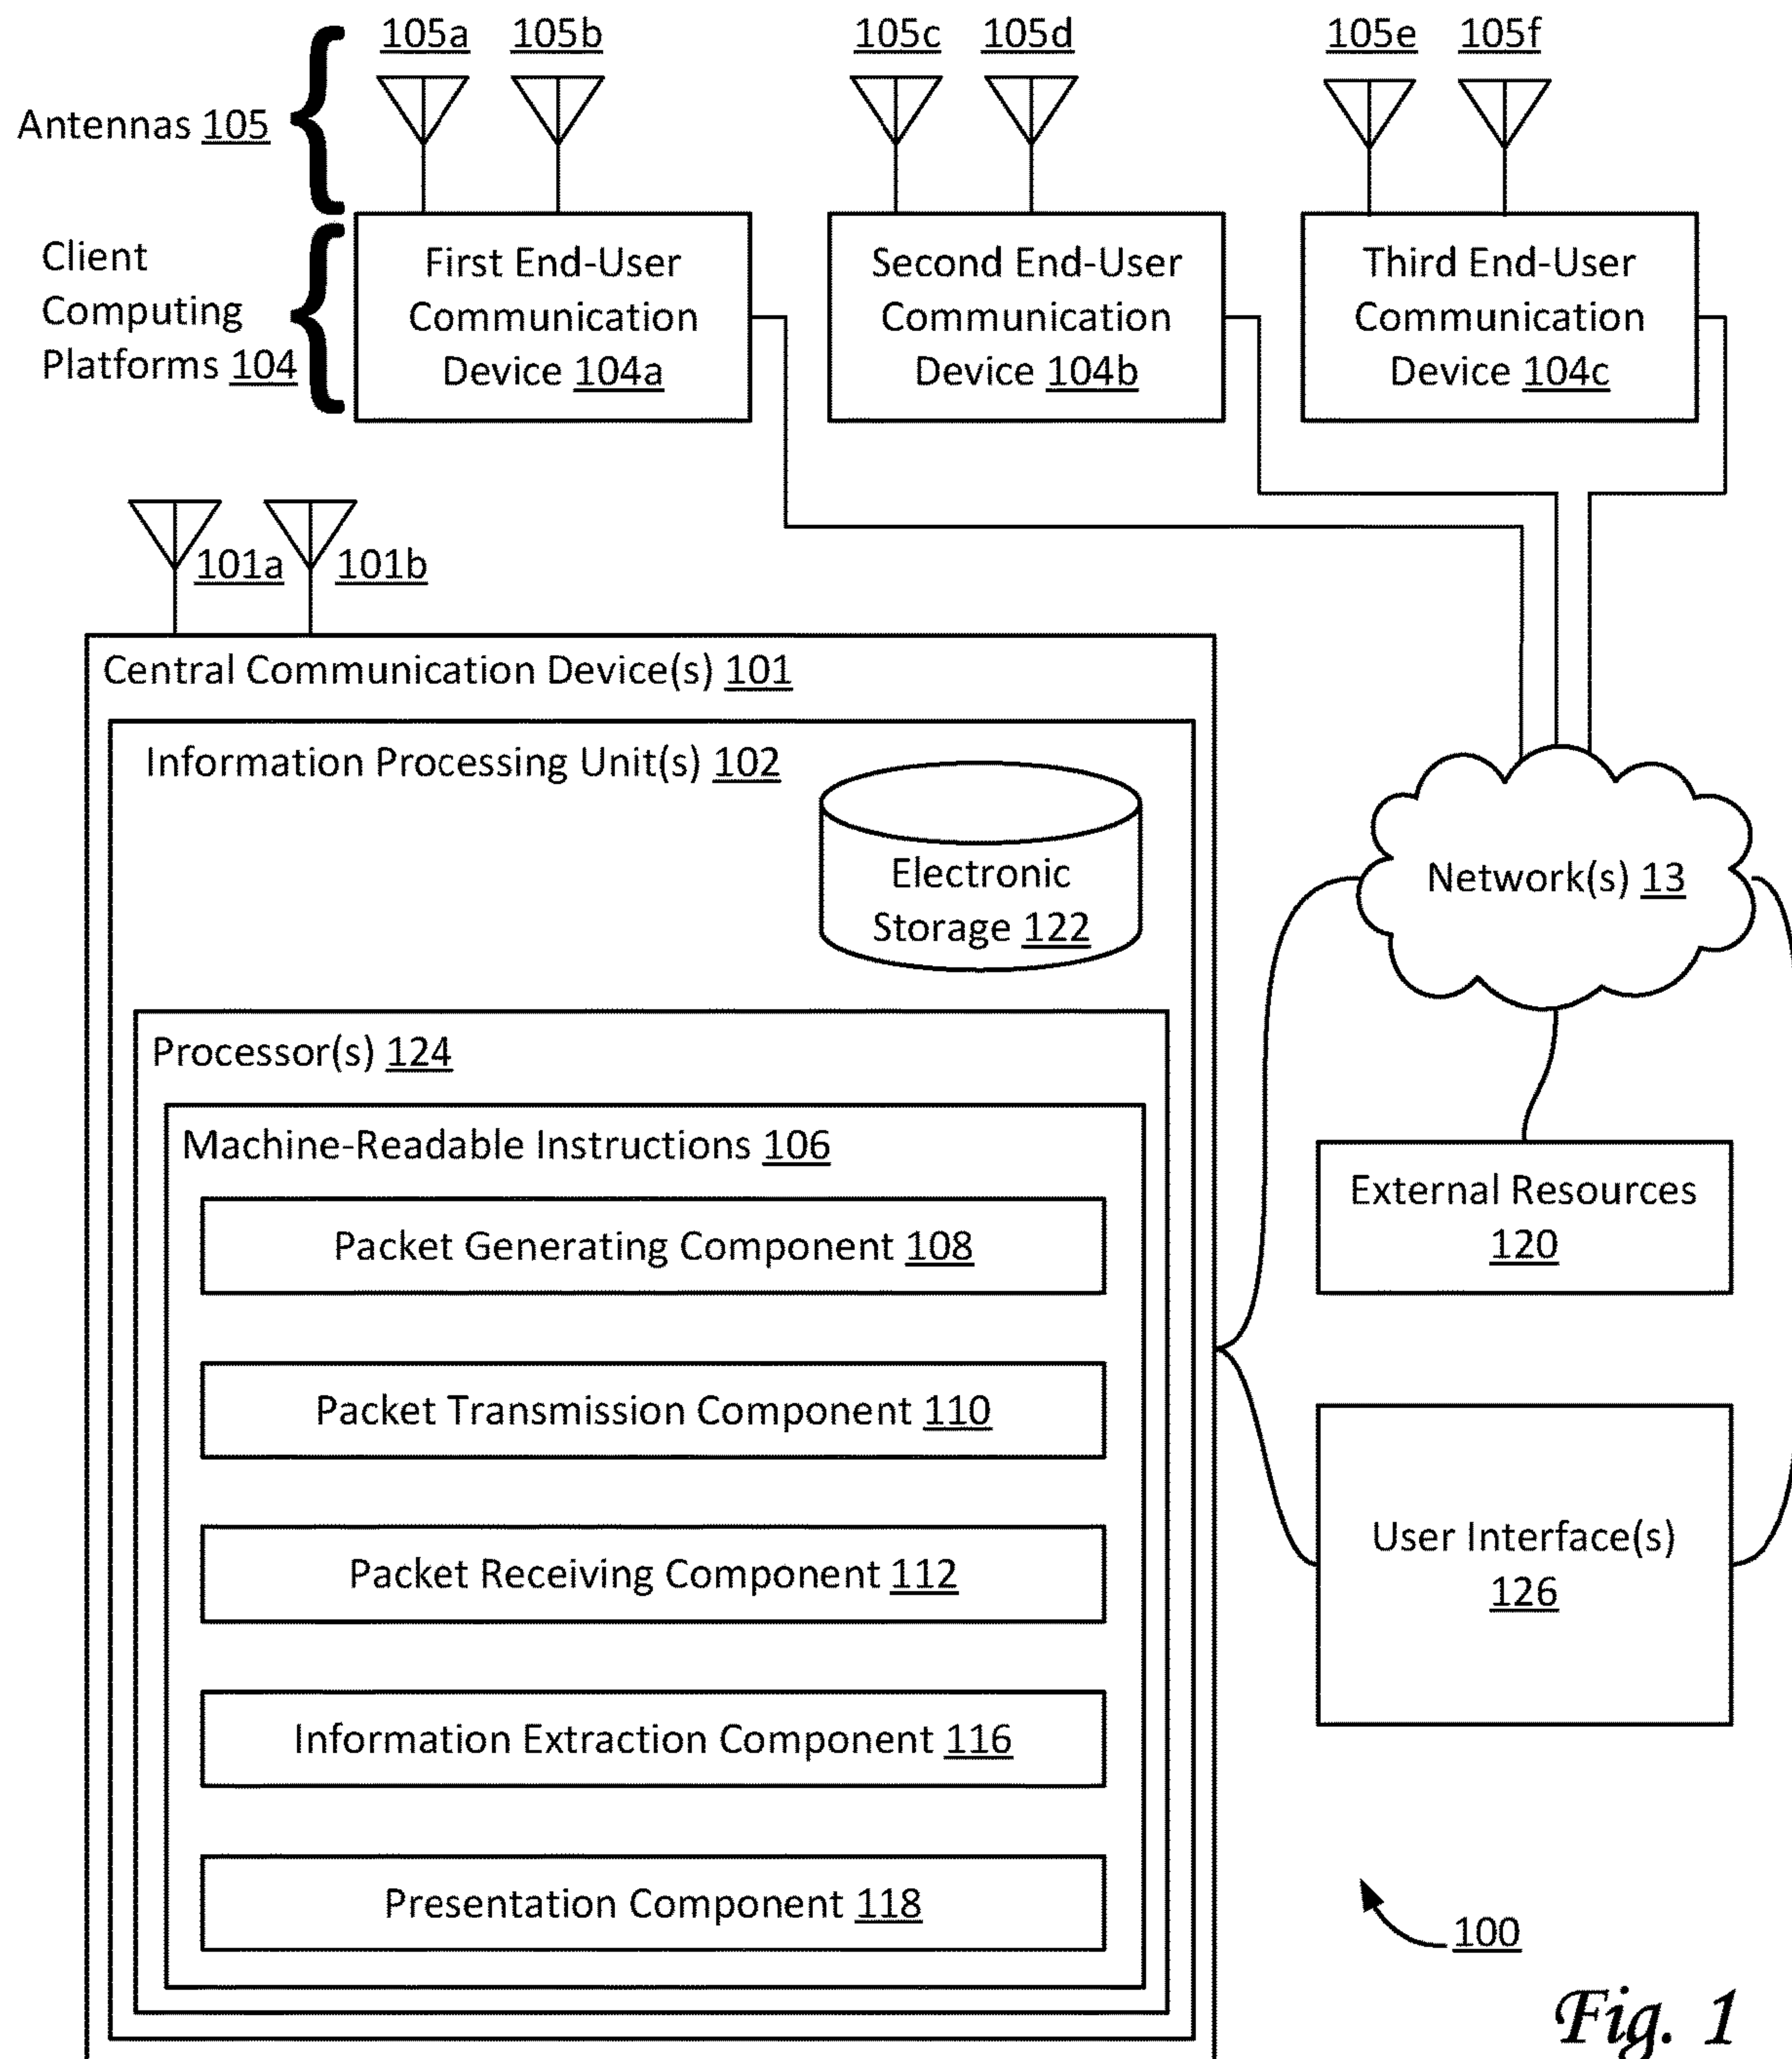 105a 105b 105c 105d 105e 105f
Antennas 105
Client
Computing
Platforms 104
First End-User
Communication
Device 104a
Second End-User
Communication
Device 104b
Third End-User
Communication
Device 104c
101a 101b
Central Communication Device(s) 101
Information Processing Unit(s) 102
Electronic
Storage 122
Network(s) 13
Processor(s) 124
Machine-Readable Instructions 106
Packet Generating Component 108
External Resources
120
Packet Transmission Component 110
Packet Receiving Component 112
User Interface(s)
126
Information Extraction Component 116
Presentation Component 118
100
Fig. 1